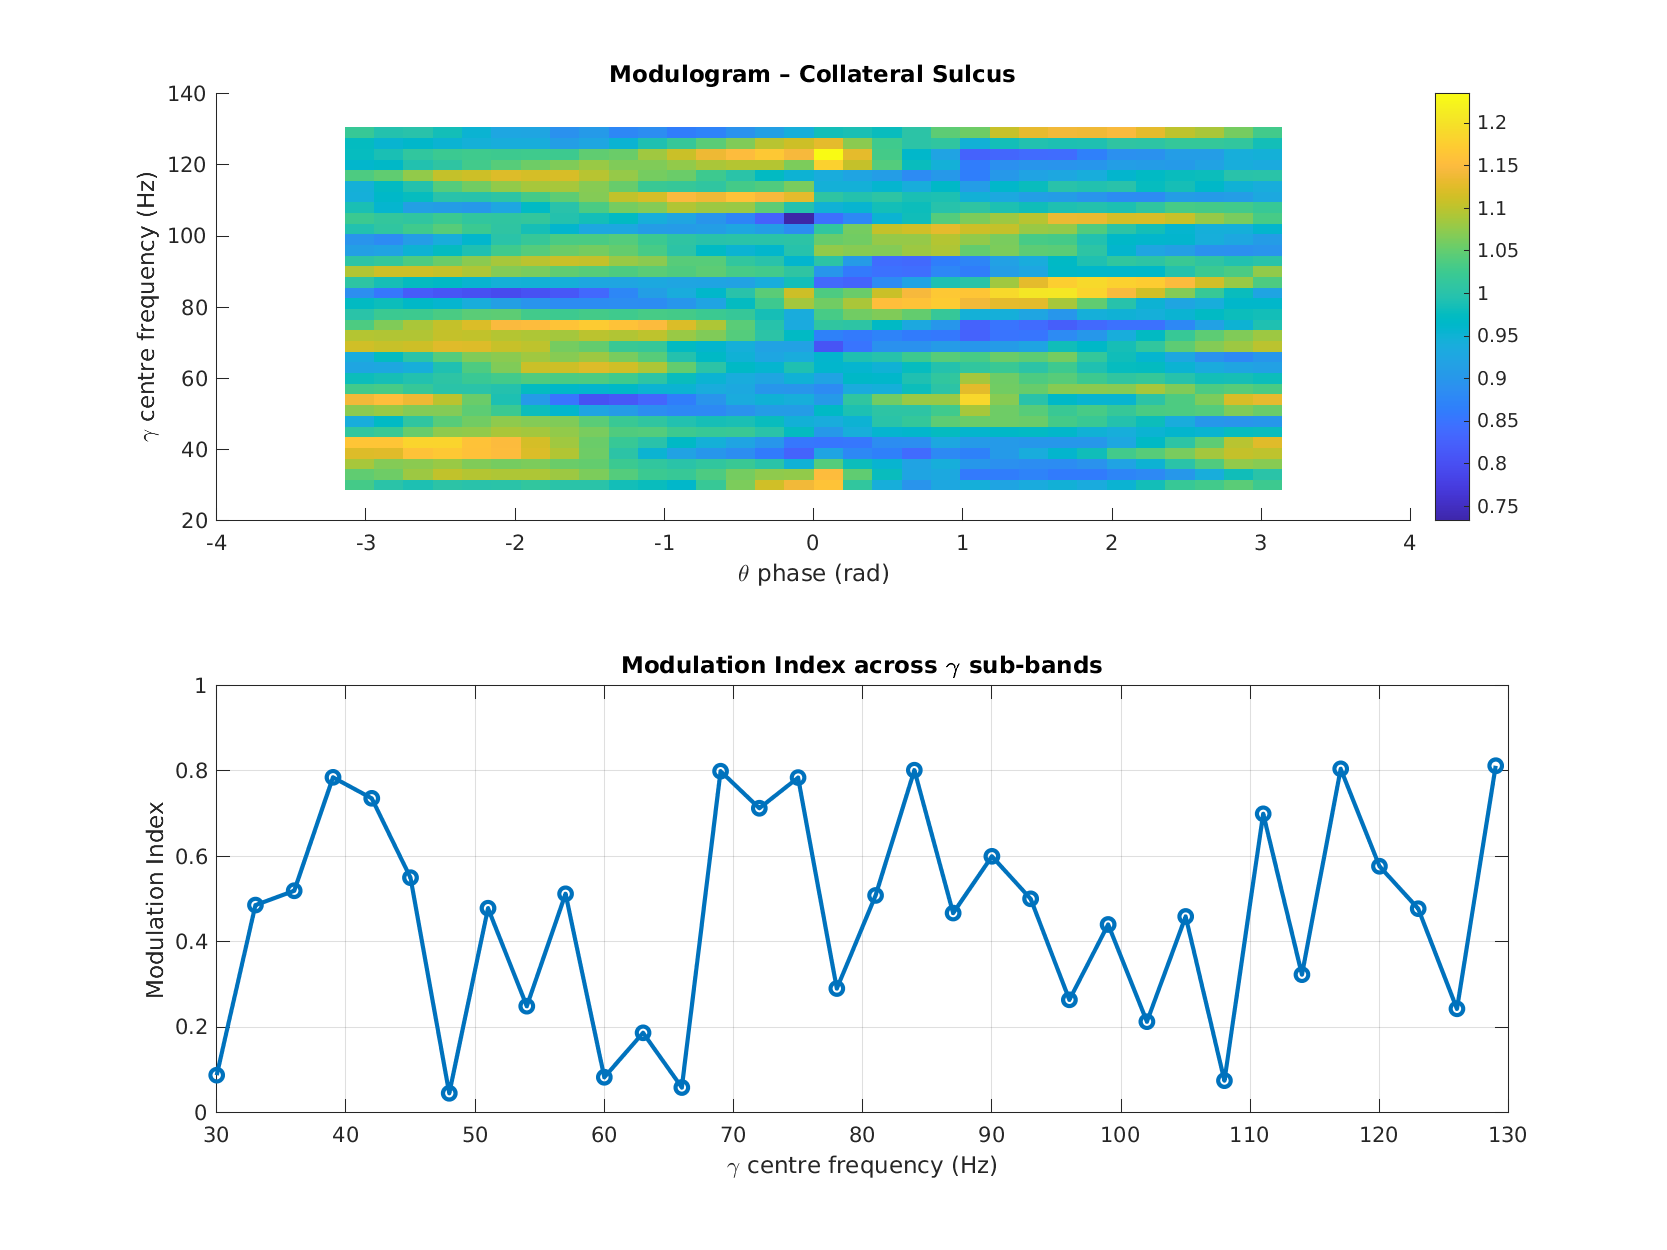 Modulogram – Collateral Sulcus
γ centre frequency (Hz)
140
120
100
80
60
40
20
-4 -3 -2 -1 0 1 2 3 4
θ phase (rad)
1.2
1.15
1.1
1.05
1
0.95
0.9
0.85
0.8
0.75
Modulation Index across γ sub-bands
Modulation Index
1
0.8
0.6
0.4
0.2
0
30 40 50 60 70 80 90 100 110 120 130
γ centre frequency (Hz)